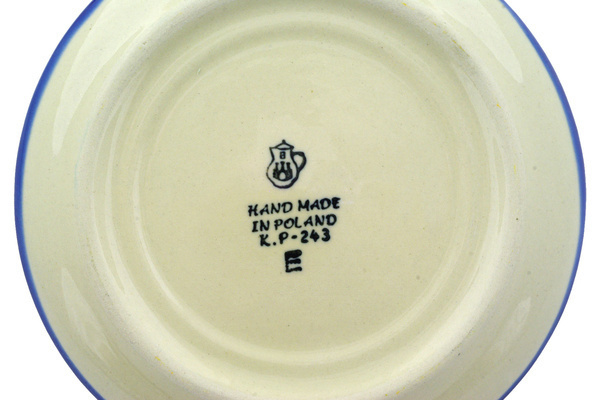 B
HAND MADE
IN POLAND
K.P-243
E